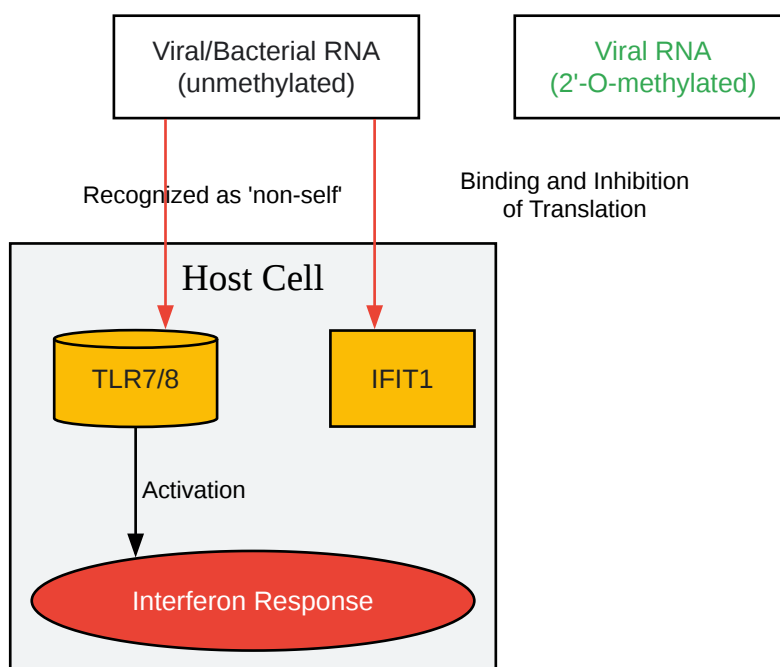 Viral/Bacterial RNA
(unmethylated)
Viral RNA
(2'-O-methylated)
Recognized as 'non-self'
Binding and Inhibition
of Translation
Host Cell
TLR7/8
IFIT1
Activation
Interferon Response